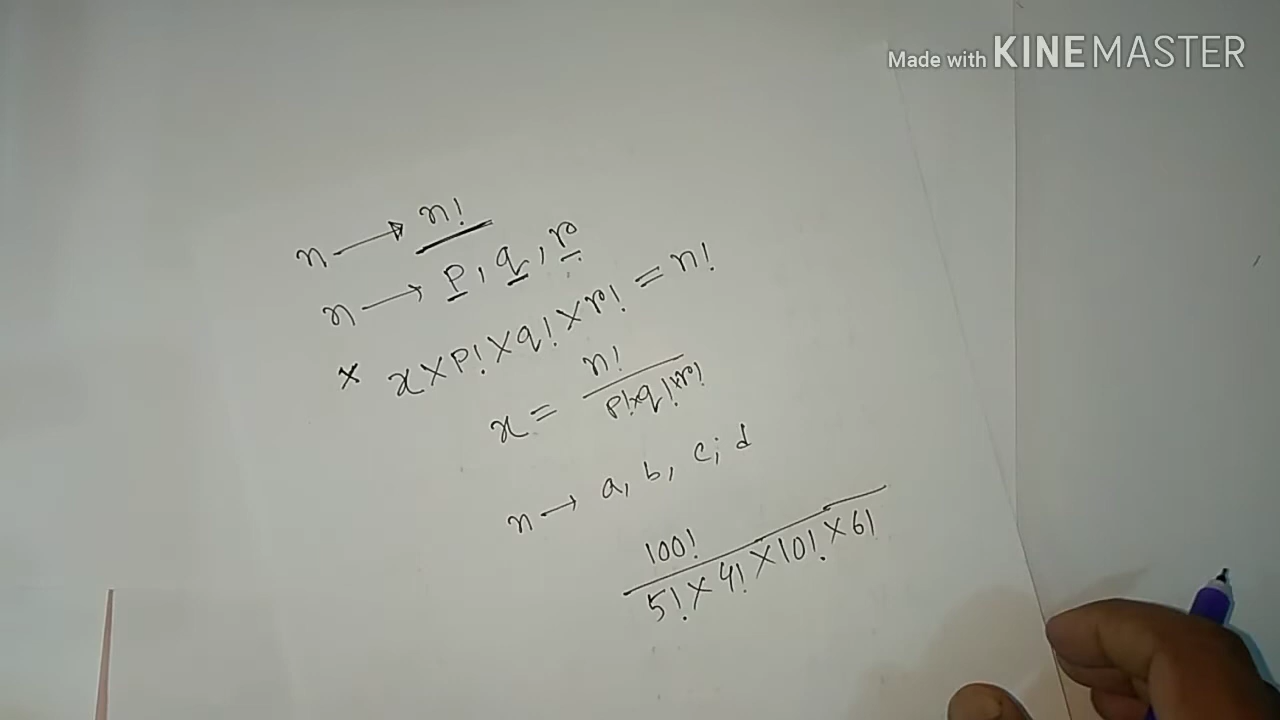 Made with KINEMASTER
n → n!
n → p, q, r
x x × p! × q! × r! = n!
x = n! / p! × q! × r!
n → a, b, c, d
100! / 5! × 4! × 10! × 6!